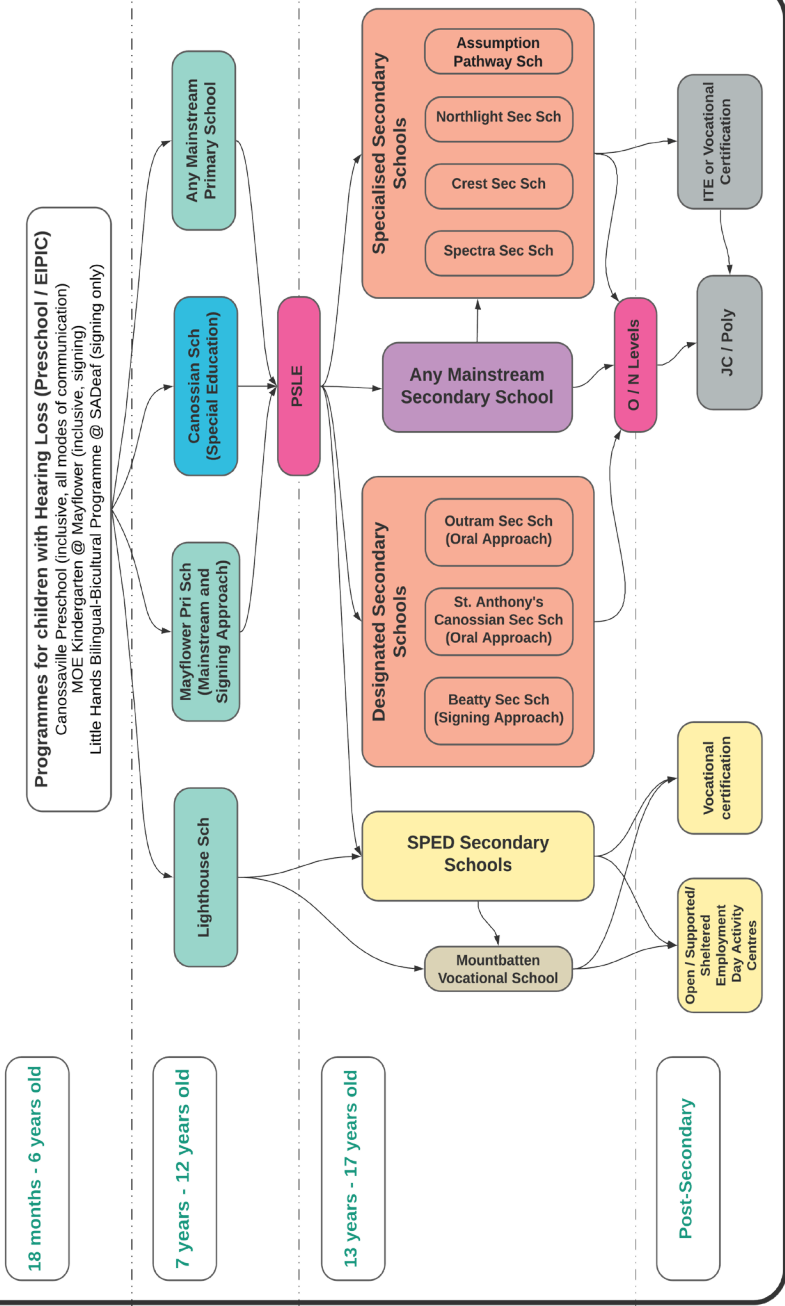 Programmes for children with Hearing Loss (Preschool / EIPIC)
Canossaville Preschool (inclusive, all modes of communication)
MOE Kindergarten @ Mayflower (inclusive, signing)
Little Hands Bilingual-Bicultural Programme @ SADeaf (signing only)
18 months - 6 years old
Any Mainstream
Primary School
Canossian Sch
(Special Education)
Mayflower Pri Sch
(Mainstream and
Signing Approach)
Lighthouse Sch
7 years - 12 years old
PSLE
Specialised Secondary
Schools
Assumption
Pathway Sch
Northlight Sec Sch
Crest Sec Sch
Spectra Sec Sch
Any Mainstream
Secondary School
Designated Secondary
Schools
Outram Sec Sch
(Oral Approach)
St. Anthony's
Canossian Sec Sch
(Oral Approach)
Beatty Sec Sch
(Signing Approach)
SPED Secondary
Schools
Mountbatten
Vocational School
13 years - 17 years old
O / N Levels
ITE or Vocational
Certification
JC / Poly
Vocational
certification
Open / Supported/
Sheltered
Employment
Day Activity
Centres
Post-Secondary